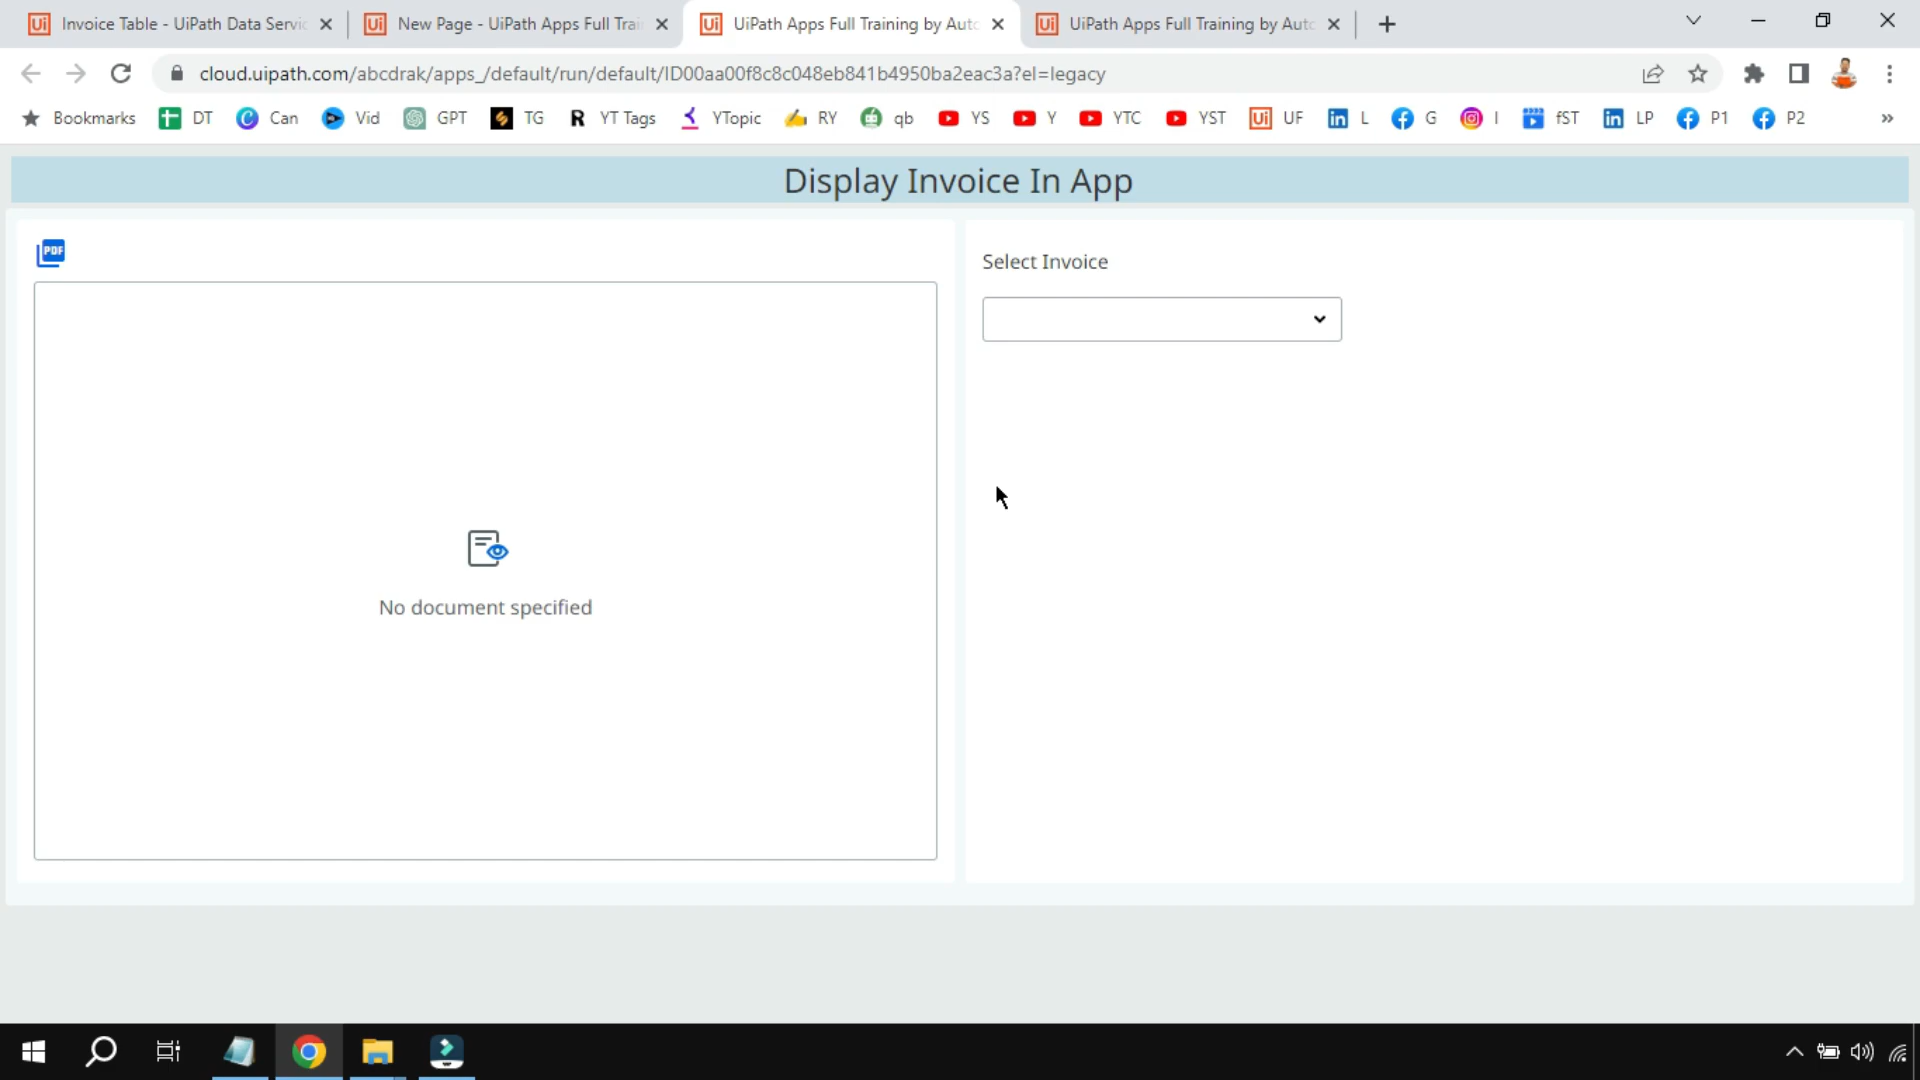 Invoice Table - UiPath Data Servic
New Page - UiPath Apps Full Trai
UiPath Apps Full Training by Auto
UiPath Apps Full Training by Auto
cloud.uipath.com/abcdrak/apps_/default/run/default/ID00aa00f8c8c048eb841b4950ba2eac3a?el=legacy
Bookmarks DT Can Vid GPT TG YT Tags YTopic RY qb YS Y YTC YST UF L G I fST LP P1 P2 »
Display Invoice In App
PDF
Select Invoice
No document specified